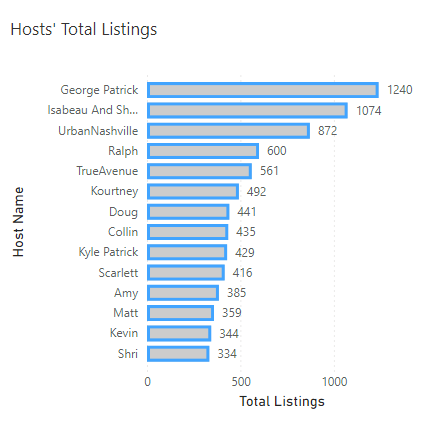 Hosts' Total Listings
Host Name
George Patrick 1240
Isabeau And Sh... 1074
UrbanNashville 872
Ralph 600
TrueAvenue 561
Kourtney 492
Doug 441
Collin 435
Kyle Patrick 429
Scarlett 416
Amy 385
Matt 359
Kevin 344
Shri 334
0 500 1000
Total Listings